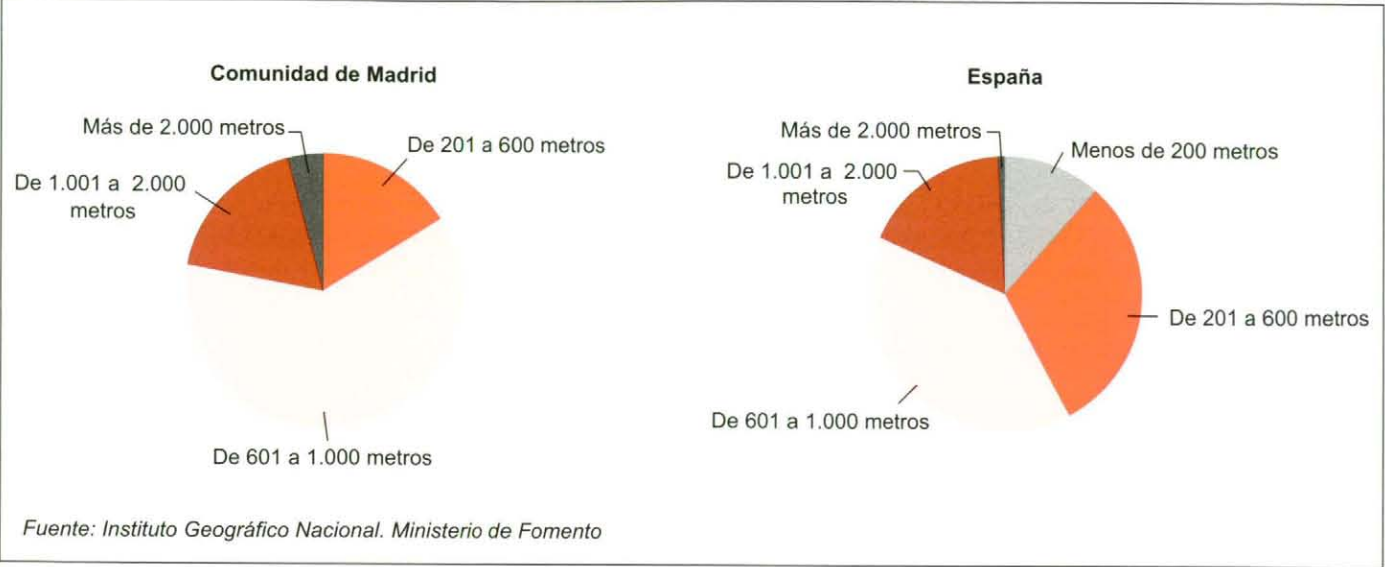 Comunidad de Madrid
Más de 2.000 metros
De 201 a 600 metros
De 1.001 a 2.000
metros
De 601 a 1.000 metros
España
Más de 2.000 metros
Menos de 200 metros
De 1.001 a 2.000
metros
De 201 a 600 metros
De 601 a 1.000 metros
Fuente: Instituto Geográfico Nacional. Ministerio de Fomento